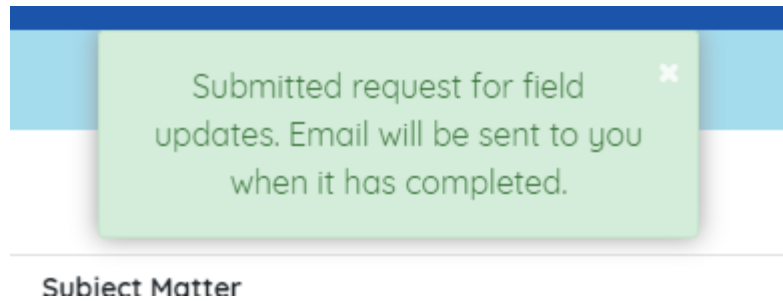 Submitted request for field
updates. Email will be sent to you
when it has completed.
Subject Matter